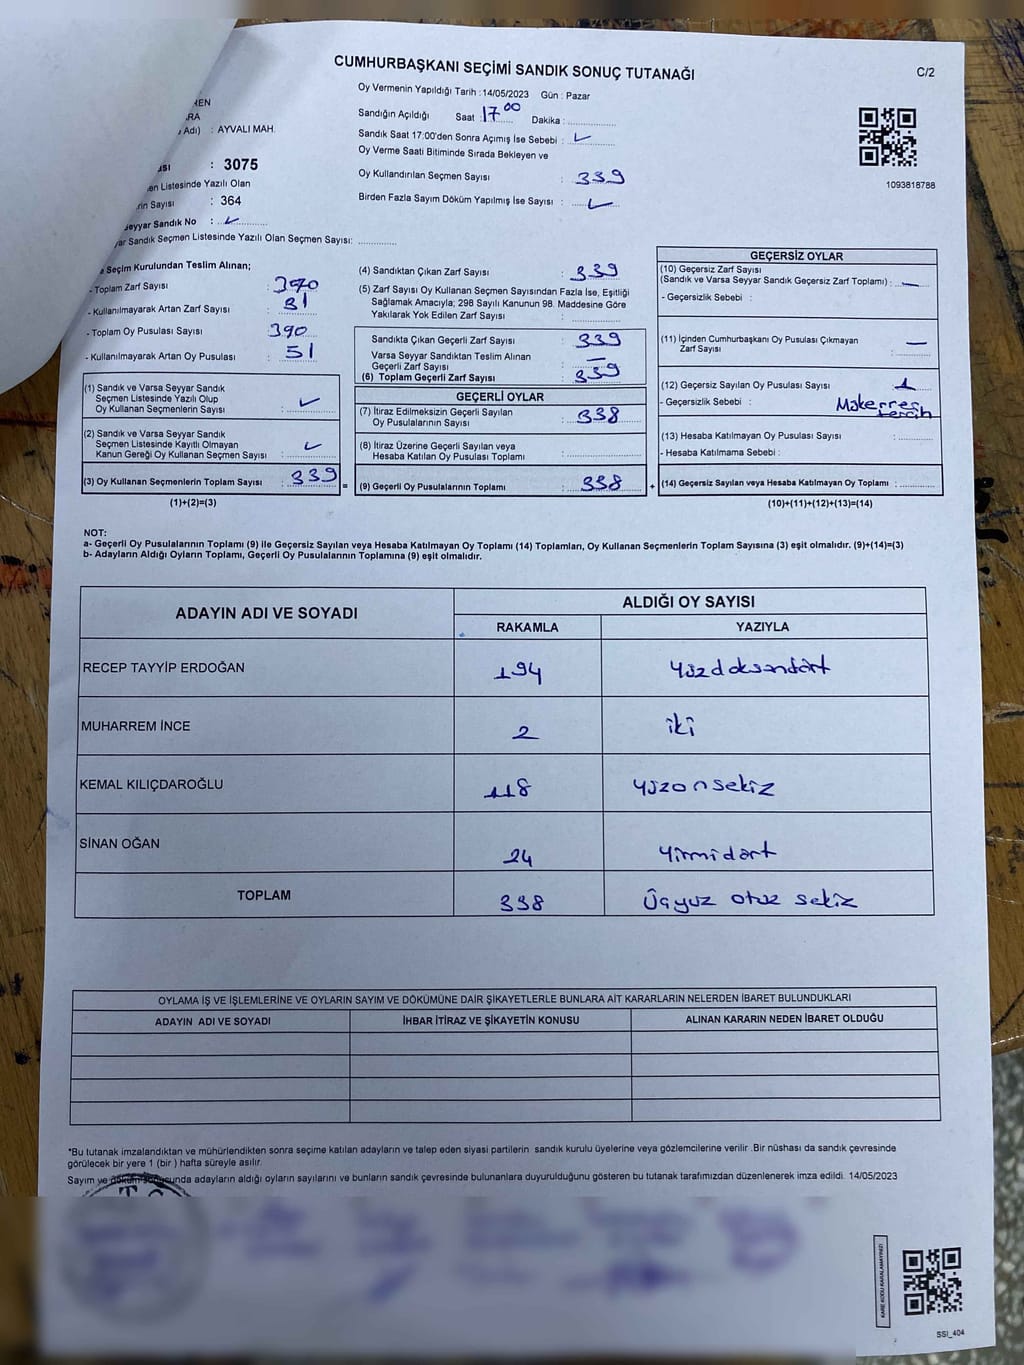 CUMHURBAŞKANI SEÇİMİ SANDIK SONUÇ TUTANAĞI
C/2
Oy Vermenin Yapıldığı Tarih : 14/05/2023 Gün : Pazar
Sandığın Açıldığı Saat : 17 00 Dakika :
Sandık Saat 17:00'den Sonra Açımış İse Sebebi :
Oy Verme Saati Bitiminde Sırada Bekleyen ve
Oy Kullandırılan Seçmen Sayısı : 339
Birden Fazla Sayım Döküm Yapılmış İse Sayısı :
1093818788
REN
RA
Adı) : AYVALI MAH.
ası : 3075
en Listesinde Yazılı Olan
rin Sayısı : 364
eyyar Sandık No :
yar Sandık Seçmen Listesinde Yazılı Olan Seçmen Sayısı:
e Seçim Kurulundan Teslim Alınan;
- Toplam Zarf Sayısı :
- Kullanılmayarak Artan Zarf Sayısı : 31
- Toplam Oy Pusulası Sayısı : 390
- Kullanılmayarak Artan Oy Pusulası : 51
(1) Sandık ve Varsa Seyyar Sandık
Seçmen Listesinde Yazılı Olup
Oy Kullanan Seçmenlerin Sayısı :
(2) Sandık ve Varsa Seyyar Sandık
Seçmen Listesinde Kayıtlı Olmayan
Kanun Gereği Oy Kullanan Seçmen Sayısı :
(3) Oy Kullanan Seçmenlerin Toplam Sayısı : 339 =
(1)+(2)=(3)
(4) Sandıktan Çıkan Zarf Sayısı : 339
(5) Zarf Sayısı Oy Kullanan Seçmen Sayısından Fazla İse, Eşitliği
Sağlamak Amacıyla; 298 Sayılı Kanunun 98. Maddesine Göre
Yakılarak Yok Edilen Zarf Sayısı :
Sandıkta Çıkan Geçerli Zarf Sayısı : 339
Varsa Seyyar Sandıktan Teslim Alınan
Geçerli Zarf Sayısı : —
(6) Toplam Geçerli Zarf Sayısı : 339
GEÇERLİ OYLAR
(7) İtiraz Edilmeksizin Geçerli Sayılan
Oy Pusulalarının Sayısı : 338
(8) İtiraz Üzerine Geçerli Sayılan veya
Hesaba Katılan Oy Pusulası Toplamı :
(9) Geçerli Oy Pusulalarının Toplamı : 338 +
GEÇERSİZ OYLAR
(10) Geçersiz Zarf Sayısı
(Sandık ve Varsa Seyyar Sandık Geçersiz Zarf Toplamı) : —
- Geçersizlik Sebebi :
(11) İçinden Cumhurbaşkanı Oy Pusulası Çıkmayan
Zarf Sayısı : —
(12) Geçersiz Sayılan Oy Pusulası Sayısı : 1
- Geçersizlik Sebebi : Mükerrer
tercih
(13) Hesaba Katılmayan Oy Pusulası Sayısı :
- Hesaba Katılmama Sebebi :
(14) Geçersiz Sayılan veya Hesaba Katılmayan Oy Toplamı :
(10)+(11)+(12)+(13)=(14)
NOT:
a- Geçerli Oy Pusulalarının Toplamı (9) ile Geçersiz Sayılan veya Hesaba Katılmayan Oy Toplamı (14) Toplamları, Oy Kullanan Seçmenlerin Toplam Sayısına (3) eşit olmalıdır. (9)+(14)=(3)
b- Adayların Aldığı Oyların Toplamı, Geçerli Oy Pusulalarının Toplamına (9) eşit olmalıdır.
ADAYIN ADI VE SOYADI
ALDIĞI OY SAYISI
RAKAMLA YAZIYLA
RECEP TAYYİP ERDOĞAN 194 yüzdoksandört
MUHARREM İNCE 2 iki
KEMAL KILIÇDAROĞLU 118 yüzonsekiz
SİNAN OĞAN 24 yirmidört
TOPLAM 338 Üçyüz otuz sekiz
OYLAMA İŞ VE İŞLEMLERİNE VE OYLARIN SAYIM VE DÖKÜMÜNE DAİR ŞİKAYETLERLE BUNLARA AİT KARARLARIN NELERDEN İBARET BULUNDUKLARI
ADAYIN ADI VE SOYADI İHBAR İTİRAZ VE ŞİKAYETİN KONUSU ALINAN KARARIN NEDEN İBARET OLDUĞU
*Bu tutanak imzalandıktan ve mühürlendikten sonra seçime katılan adayların ve talep eden siyasi partilerin sandık kurulu üyelerine veya gözlemcilerine verilir. Bir nüshası da sandık çevresinde
görülecek bir yere 1 (bir ) hafta süreyle asılır.
Sayım ve döküm sonucunda adayların aldığı oyların sayılarını ve bunların sandık çevresinde bulunanlara duyurulduğunu gösteren bu tutanak tarafımızdan düzenlenerek imza edildi. 14/05/2023
T.C.
KARE KODU KARALAMAYINIZ!
SSI_404